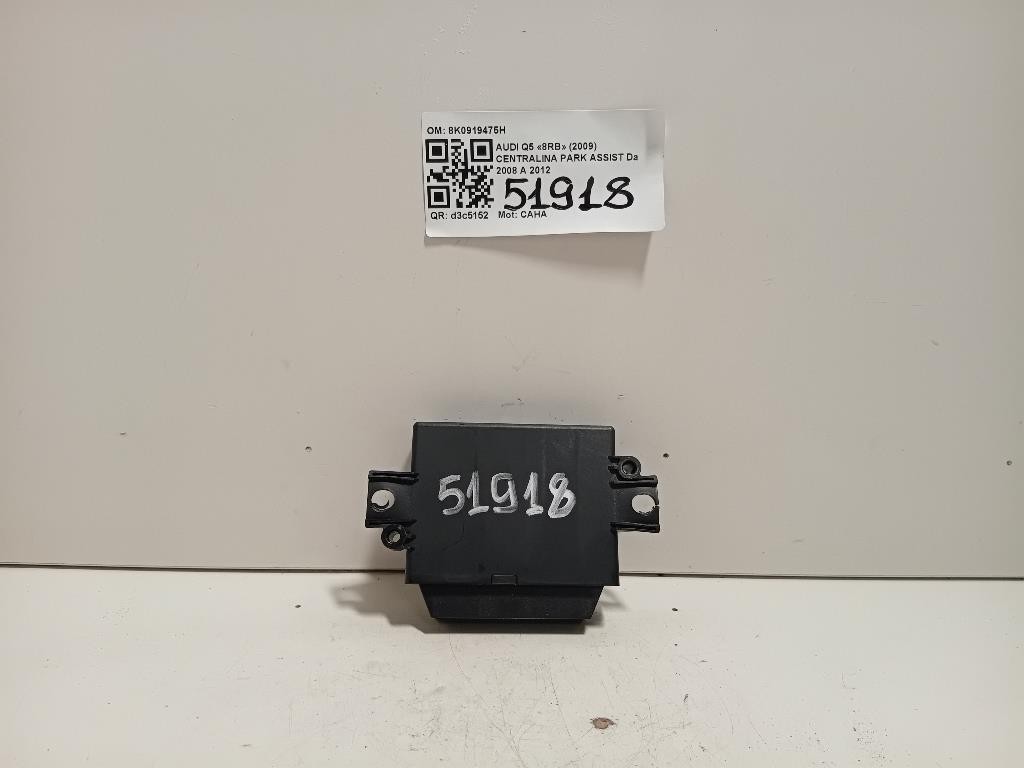 OM: 8K0919475H
AUDI Q5 «8RB» (2009)
CENTRALINA PARK ASSIST Da
2008 A 2012
51918
QR: d3c5152 Mot: CAHA
51918